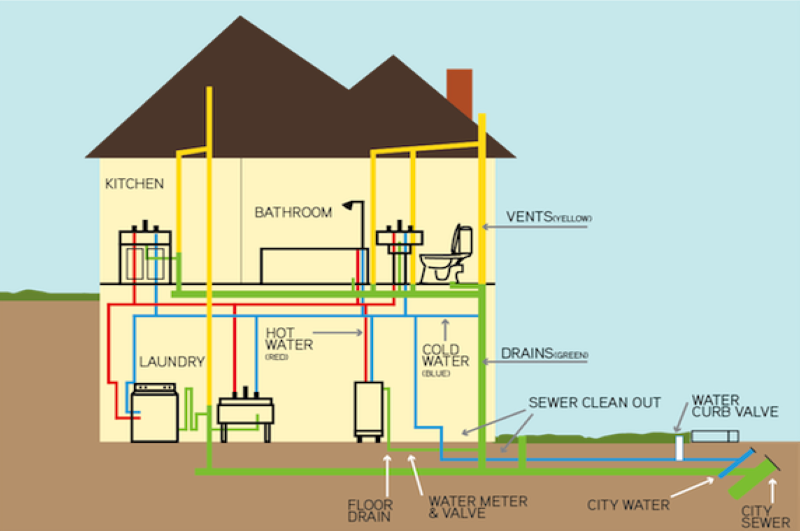 KITCHEN
BATHROOM
VENTS(YELLOW)
HOT
WATER
(RED)
COLD
WATER
(BLUE)
DRAINS(GREEN)
LAUNDRY
SEWER CLEAN OUT
WATER
CURB VALVE
FLOOR
DRAIN
WATER METER
& VALVE
CITY WATER
CITY
SEWER